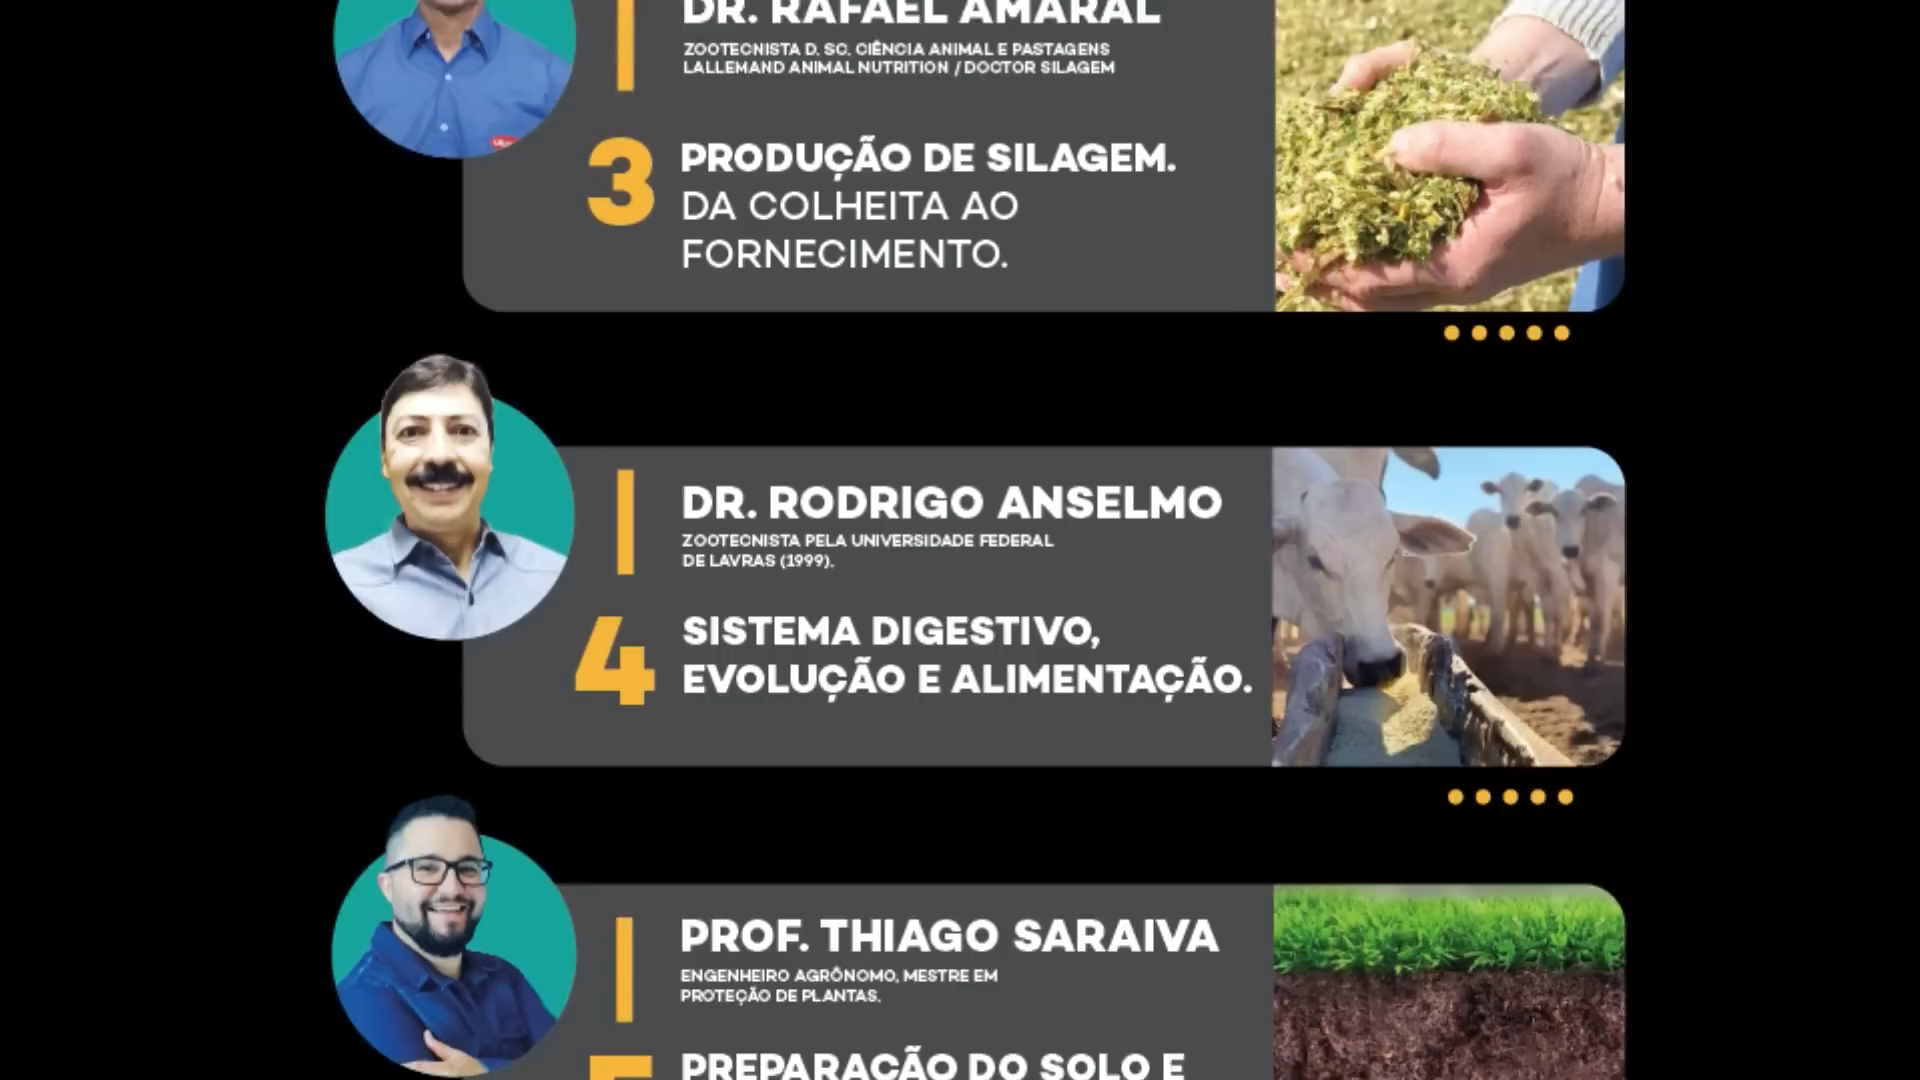 DR. RAFAEL AMARAL
ZOOTECNISTA D. SC. CIÊNCIA ANIMAL E PASTAGENS
LALLEMAND ANIMAL NUTRITION / DOCTOR SILAGEM
3
PRODUÇÃO DE SILAGEM.
DA COLHEITA AO
FORNECIMENTO.
DR. RODRIGO ANSELMO
ZOOTECNISTA PELA UNIVERSIDADE FEDERAL
DE LAVRAS (1999).
4
SISTEMA DIGESTIVO,
EVOLUÇÃO E ALIMENTAÇÃO.
PROF. THIAGO SARAIVA
ENGENHEIRO AGRÔNOMO, MESTRE EM
PROTEÇÃO DE PLANTAS.
5
PREPARAÇÃO DO SOLO E